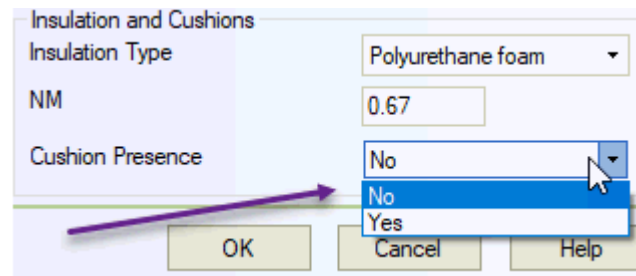 Insulation and Cushions
Insulation Type Polyurethane foam
NM 0.67
Cushion Presence No
No
Yes
OK Cancel Help